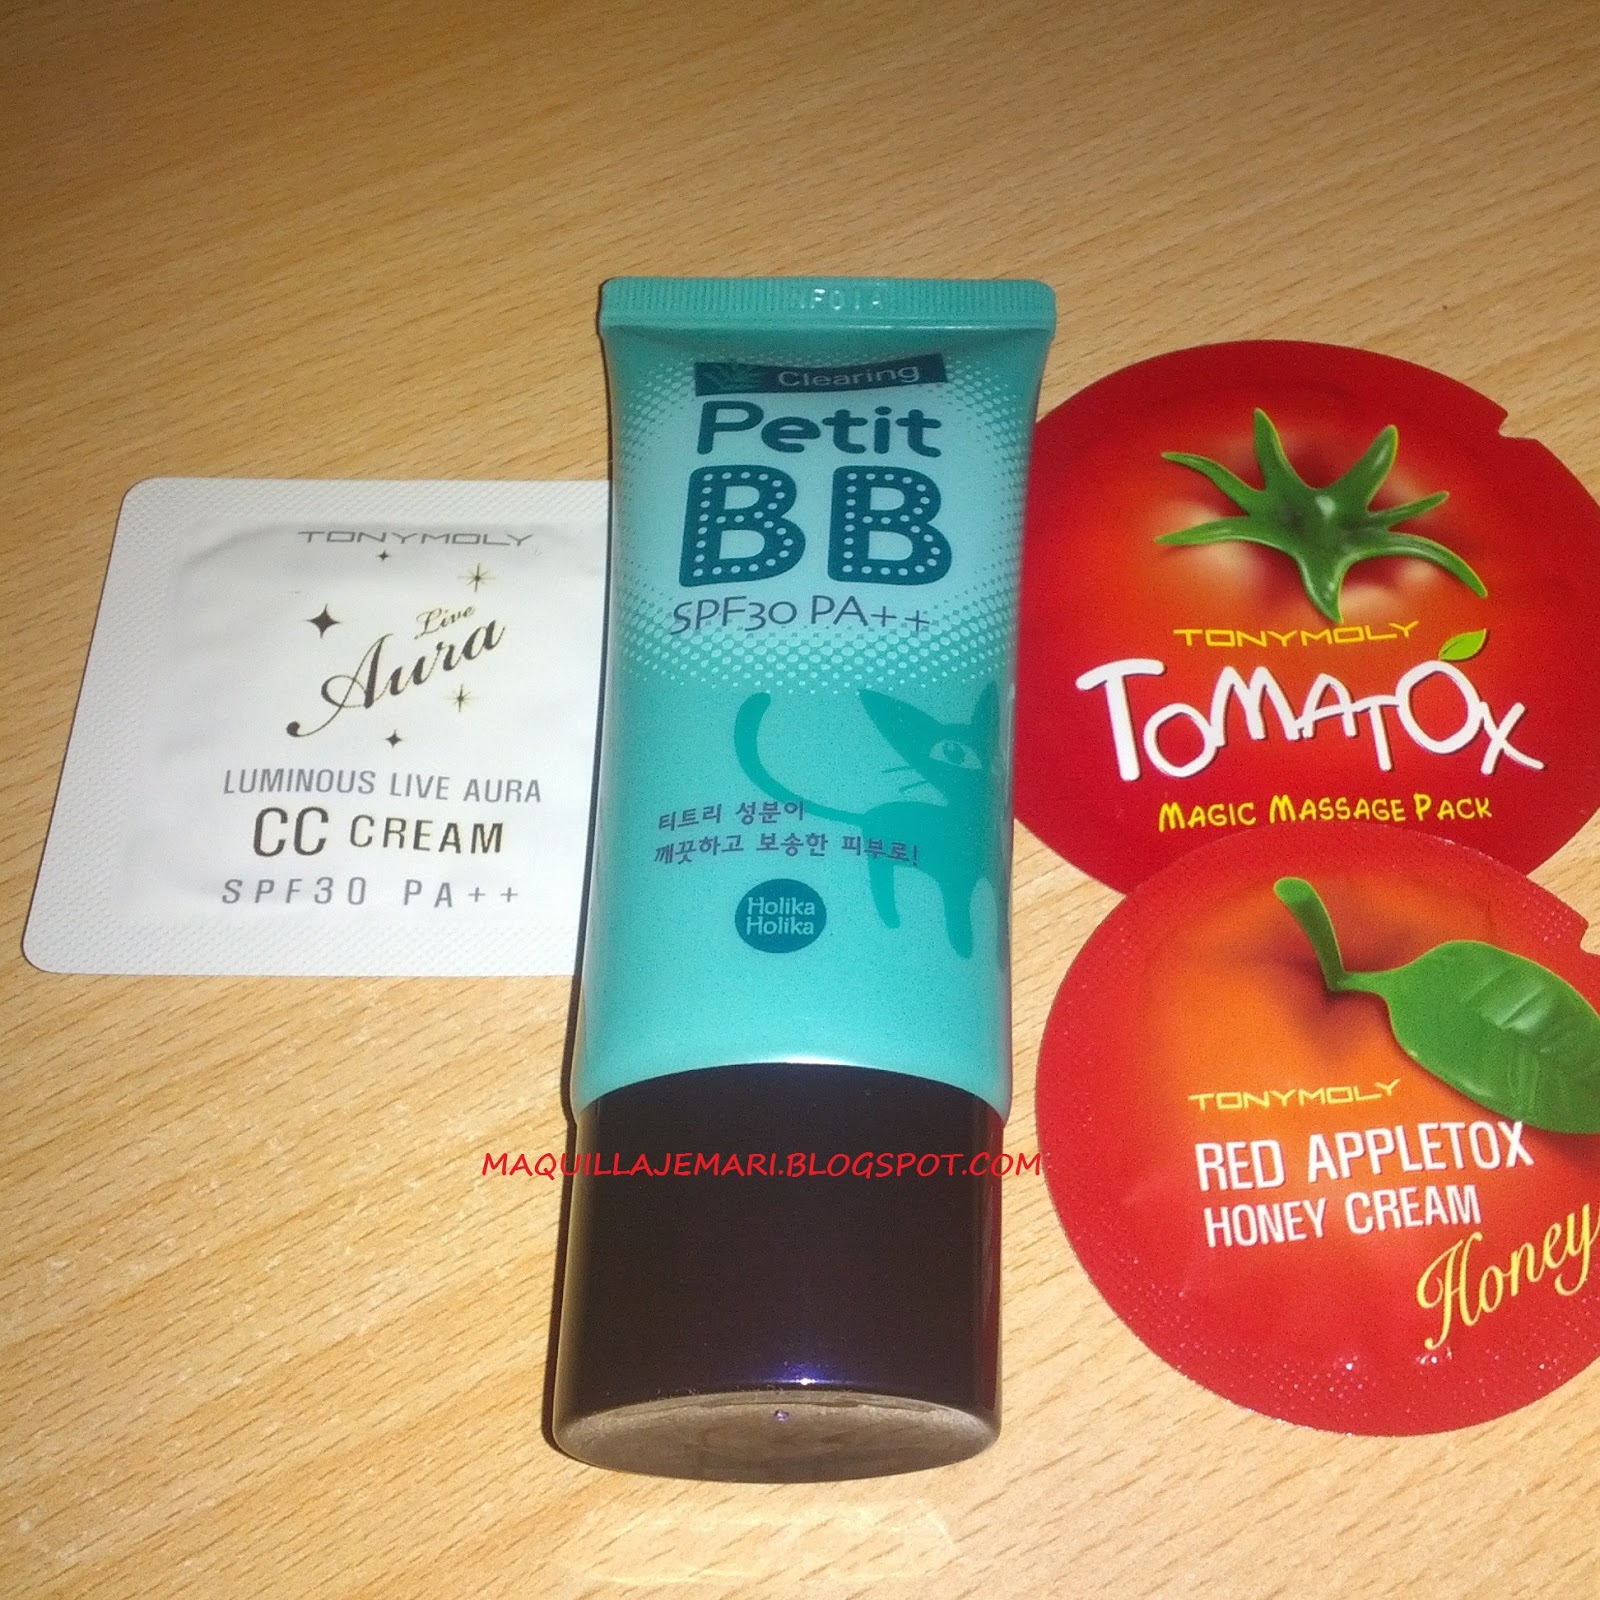 TONYMOLY
Live
Aura
LUMINOUS LIVE AURA
CC CREAM
SPF30 PA++
Clearing
Petit
BB
SPF30 PA++
티트리 성분이
깨끗하고 보송한 피부로!
Holika
Holika
TONYMOLY
TOMATOX
MAGIC MASSAGE PACK
TONYMOLY
RED APPLETOX
HONEY CREAM
Honey
MAQUILLAJEMARI.BLOGSPOT.COM